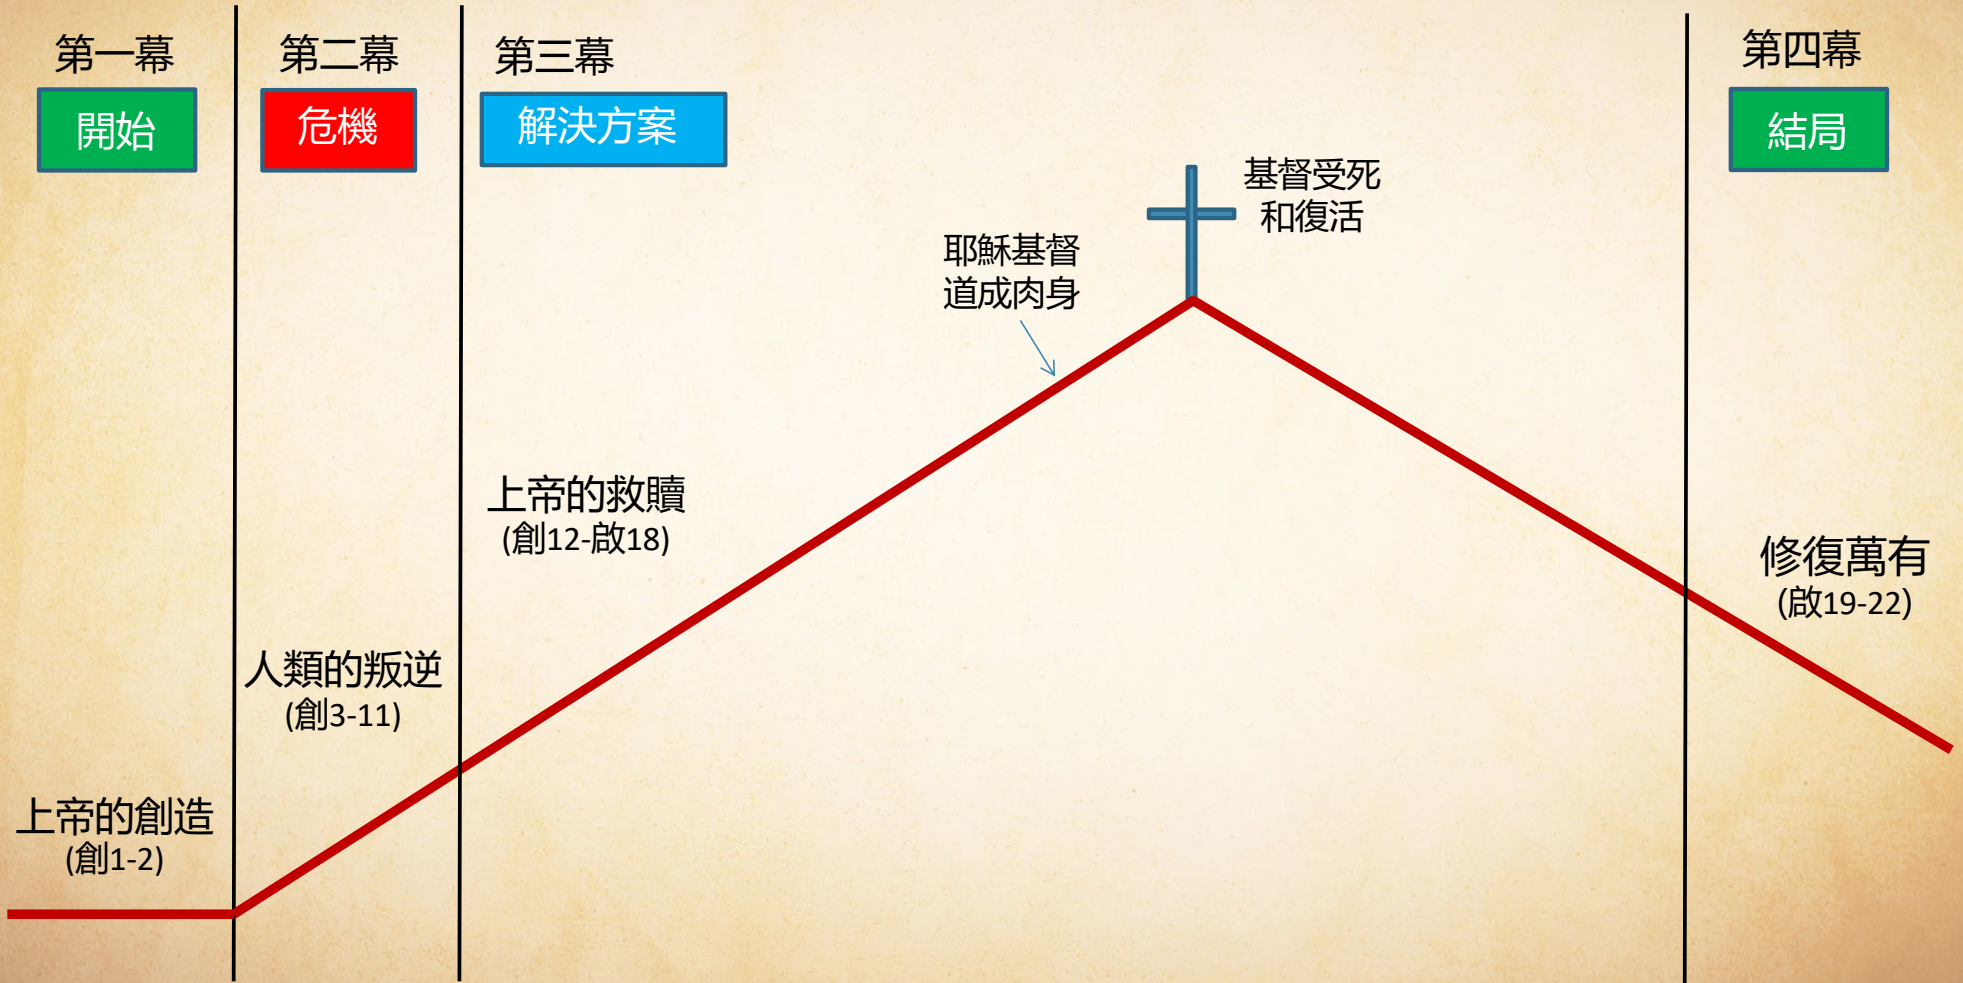 第一幕
開始
第二幕
危機
第三幕
解決方案
第四幕
結局
基督受死
和復活
耶穌基督
道成肉身
上帝的救贖
(創12-啟18)
修復萬有
(啟19-22)
人類的叛逆
(創3-11)
上帝的創造
(創1-2)